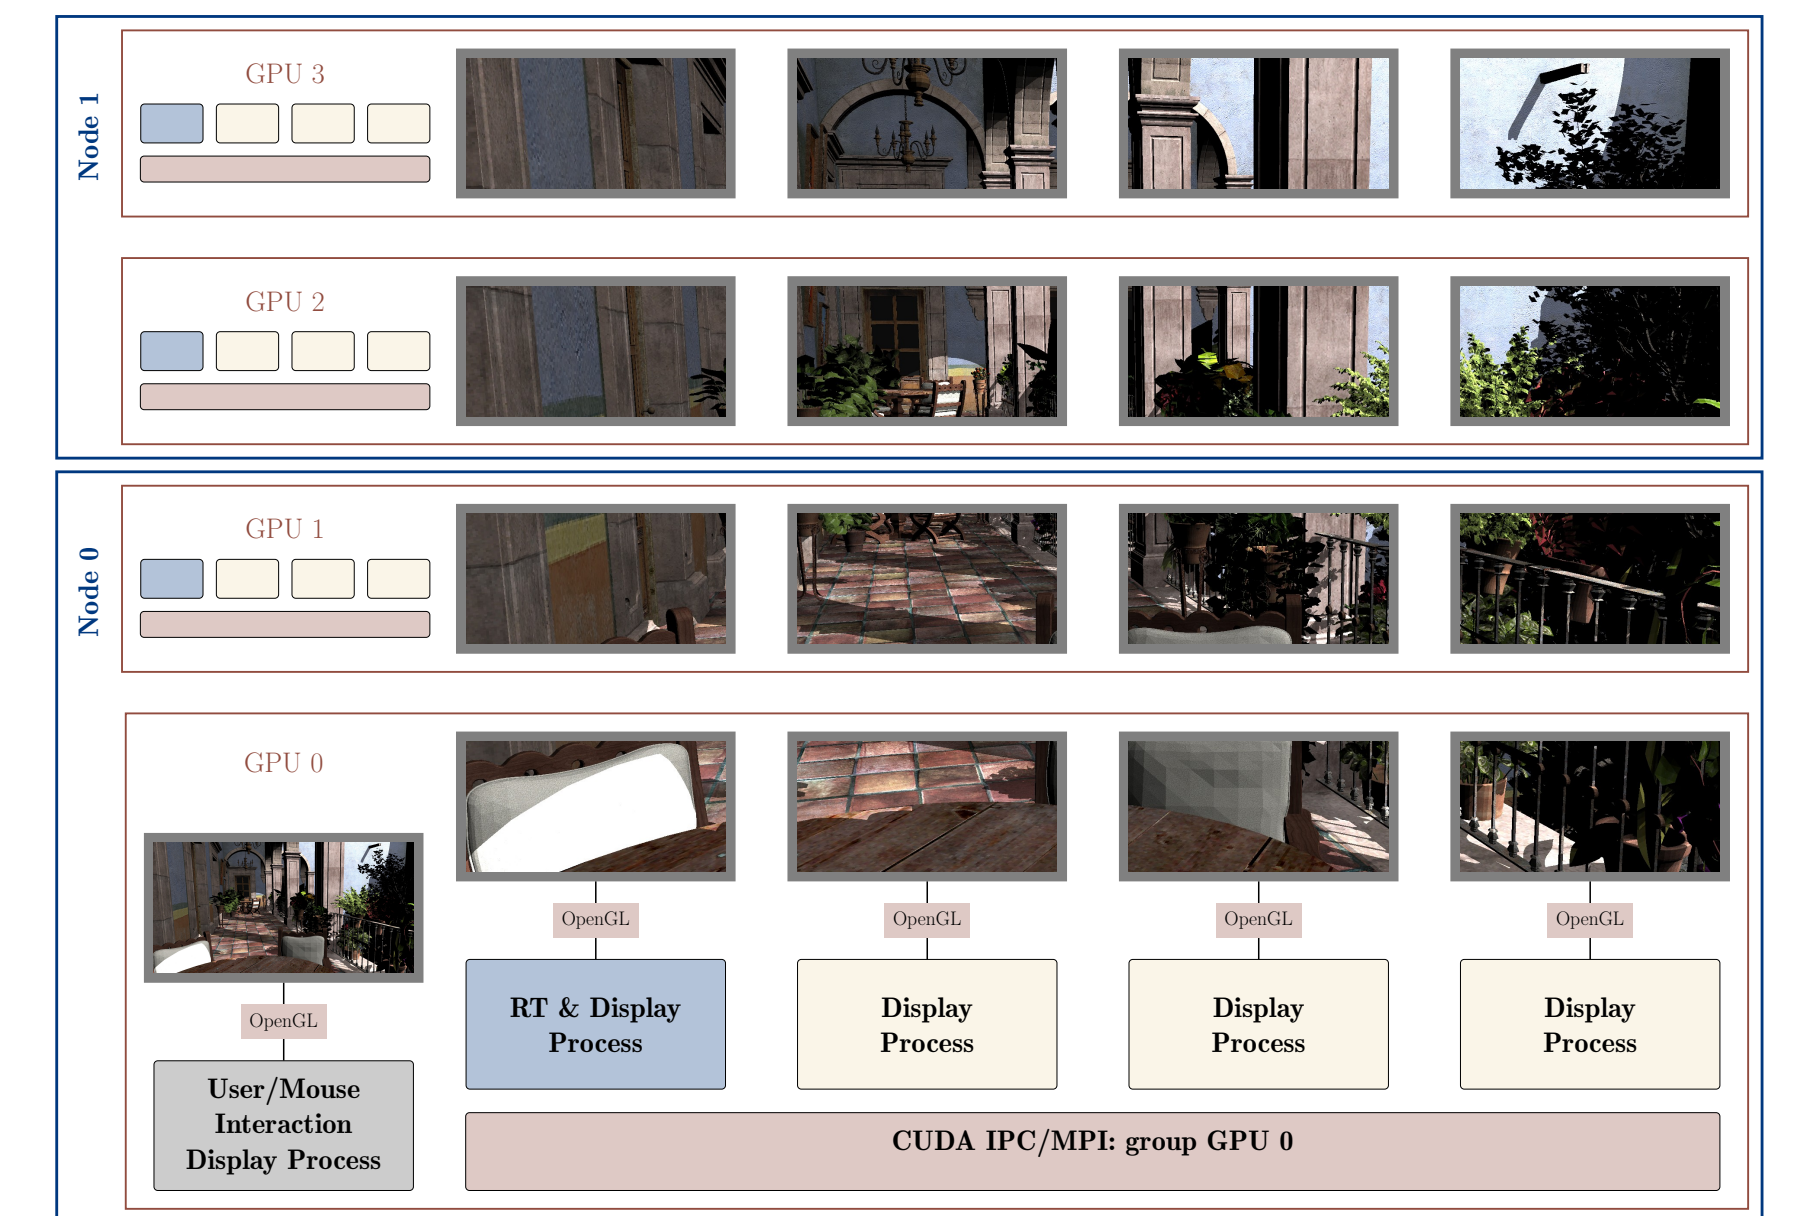 Node 1
GPU 3
GPU 2
Node 0
GPU 1
GPU 0
OpenGL
OpenGL
OpenGL
OpenGL
OpenGL
RT & Display
Process
Display
Process
Display
Process
Display
Process
User/Mouse
Interaction
Display Process
CUDA IPC/MPI: group GPU 0